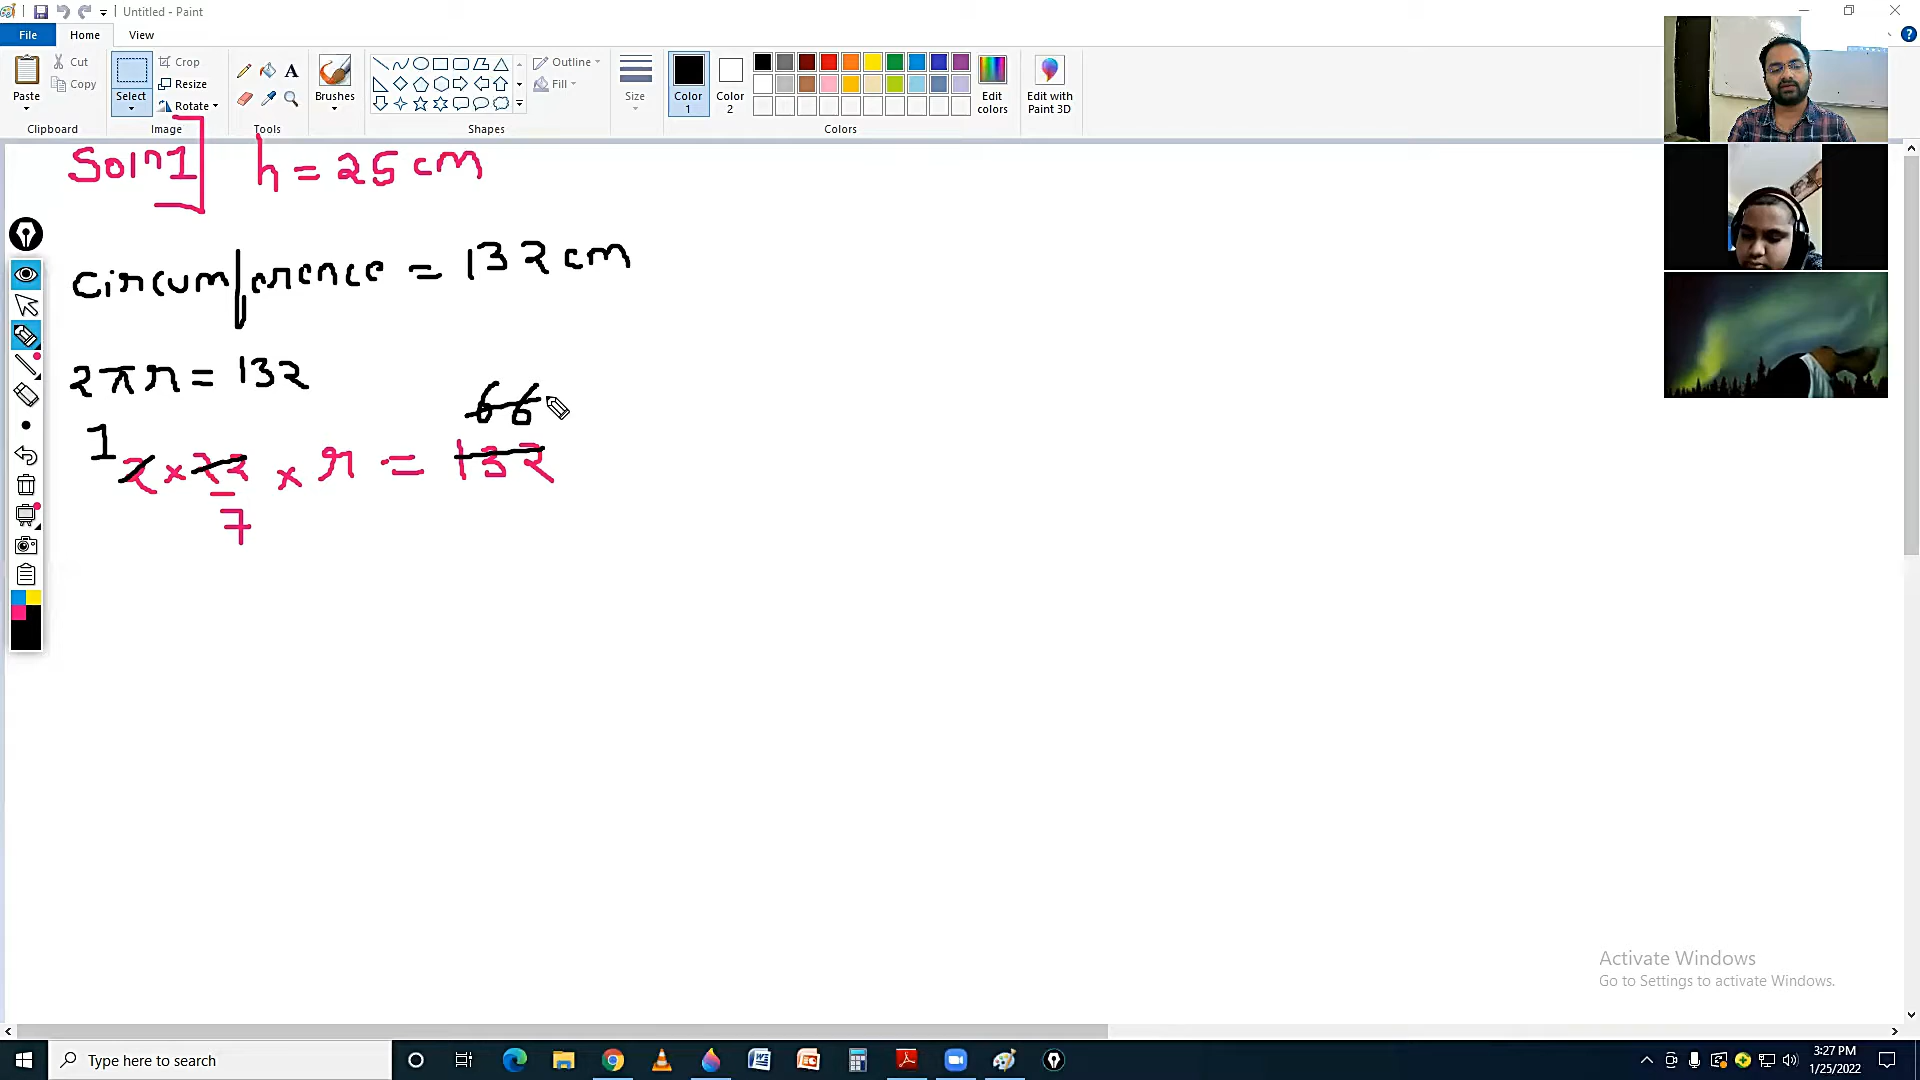 Untitled - Paint
File
Home
View
Paste
Cut
Copy
Clipboard
Select
Crop
Resize
Rotate
Image
A
Tools
Brushes
Outline
Fill
Shapes
Size
Color 1
Color 2
Edit colors
Edit with Paint 3D
Colors
Soln1] h = 25 cm
circumference = 132 cm
2πr = 132
66
1
2 × 22 × r = 132
7
Activate Windows
Go to Settings to activate Windows.
Type here to search
3:27 PM
1/25/2022